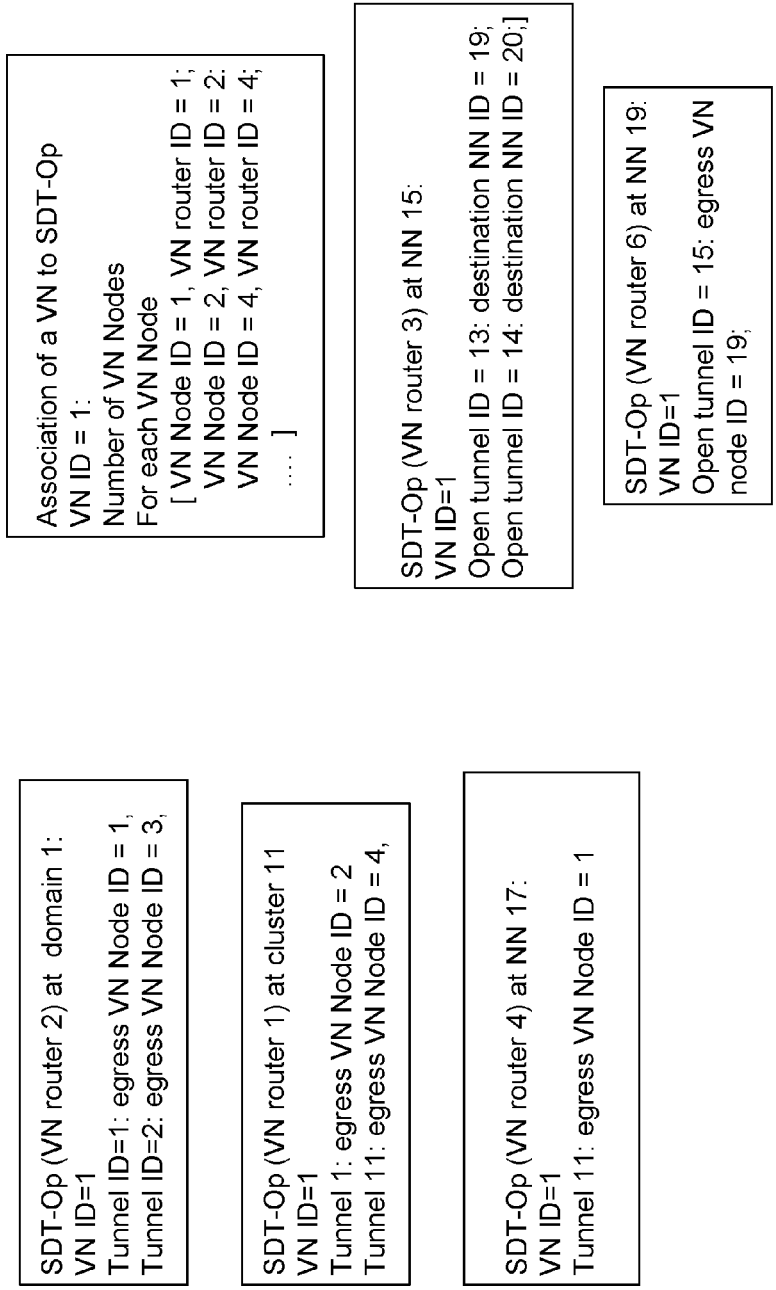 SDT-Op (VN router 2) at domain 1:
VN ID=1
Tunnel ID=1: egress VN Node ID = 1,
Tunnel ID=2: egress VN Node ID = 3,
SDT-Op (VN router 1) at cluster 11
VN ID=1
Tunnel 1: egress VN Node ID = 2
Tunnel 11: egress VN Node ID = 4,
SDT-Op (VN router 4) at NN 17:
VN ID=1
Tunnel 11: egress VN Node ID = 1
Association of a VN to SDT-Op
VN ID = 1:
Number of VN Nodes
For each VN Node
[ VN Node ID = 1, VN router ID = 1;
VN Node ID = 2, VN router ID = 2:
VN Node ID = 4, VN router ID = 4;
.... ]
SDT-Op (VN router 3) at NN 15:
VN ID=1
Open tunnel ID = 13: destination NN ID = 19;
Open tunnel ID = 14: destination NN ID = 20;]
SDT-Op (VN router 6) at NN 19:
VN ID=1
Open tunnel ID = 15: egress VN
node ID = 19;